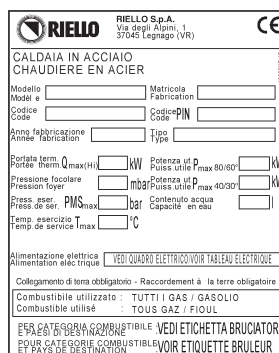 RIELLO
RIELLO S.p.A.
Via degli Alpini, 1
37045 Legnago (VR)
CE
CALDAIA IN ACCIAIO
CHAUDIERE EN ACIER
Modello Matricola
Modèl e Fabrication
Codice Codice PIN
Code Code
Anno fabbricazione Tipo
Année fabrication Type
Portata term. Qmax(Hi) kW Potenza ut. Pmax 80/60° kW
Portée therm. Puiss.utile
Pressione focolare mbar Potenza ut. Pmax 40/30° kW
Pression foyer Puiss.utile
Press. eser. PMSmax bar Contenuto acqua l
Press.de ser. Capacité en eau
Temp. esercizio Tmax °C
Temp.de service
Alimentazione elettrica VEDI QUADRO ELETTRICO/VOIR TABLEAU ELECTRIQUE
Alimentation eléc trique
Collegamento di terra obbligatorio - Raccordement à la terre obligatoire
Combustibile utilizzato : TUTTI I GAS / GASOLIO
Combustible utilisé : TOUS GAZ / FIOUL
PER CATEGORIA COMBUSTIBILE : VEDI ETICHETTA BRUCIATOR
E PAESI DI DESTINAZIONE
POUR CATEGORIE COMBUSTIBLE : VOIR ETIQUETTE BRULEUR
ET PAYS DE DESTINATION